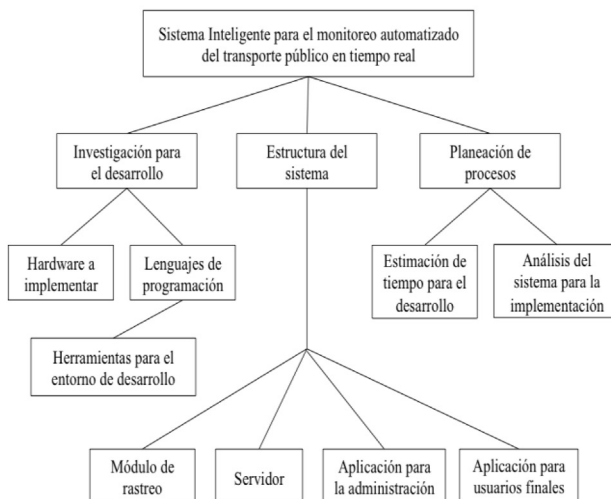 Sistema Inteligente para el monitoreo automatizado
del transporte público en tiempo real
Investigación para
el desarrollo
Estructura del
sistema
Planeación de
procesos
Hardware a
implementar
Lenguajes de
programación
Estimación de
tiempo para el
desarrollo
Análisis del
sistema para la
implementación
Herramientas para el
entorno de desarrollo
Módulo de
rastreo
Servidor
Aplicación para
la administración
Aplicación para
usuarios finales